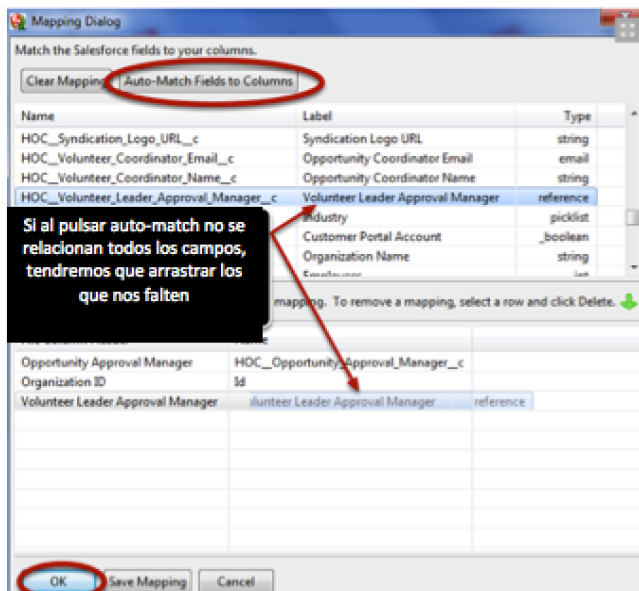 Mapping Dialog
Match the Salesforce fields to your columns.
Clear Mapping Auto-Match Fields to Columns
Name Label Type
HOC__Syndication_Logo_URL__c Syndication Logo URL string
HOC__Volunteer_Coordinator_Email__c Opportunity Coordinator Email email
HOC__Volunteer_Coordinator_Name__c Opportunity Coordinator Name string
HOC__Volunteer_Leader_Approval_Manager__c Volunteer Leader Approval Manager reference
Industry picklist
Customer Portal Account _boolean
Organization Name string
Employees int
Si al pulsar auto-match no se
relacionan todos los campos,
tendremos que arrastrar los
que nos falten
mapping. To remove a mapping, select a row and click Delete.
Name
Opportunity Approval Manager HOC__Opportunity_Approval_Manager__c
Organization ID Id
Volunteer Leader Approval Manager Volunteer Leader Approval Manager reference
OK Save Mapping Cancel